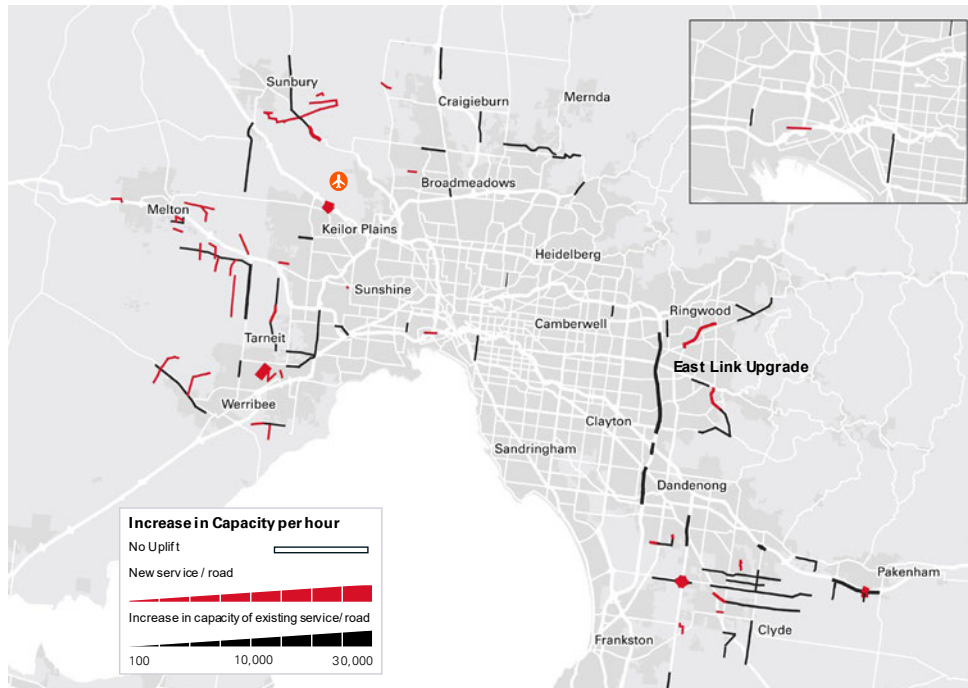 Sunbury
Craigieburn
Mernda
Broadmeadows
Melton
Keilor Plains
Heidelberg
Sunshine
Ringwood
Camberwell
Tarneit
East Link Upgrade
Werribee
Clayton
Sandringham
Dandenong
Pakenham
Clyde
Frankston
Increase in Capacity per hour
No Uplift
New service / road
Increase in capacity of existing service/ road
100 10,000 30,000